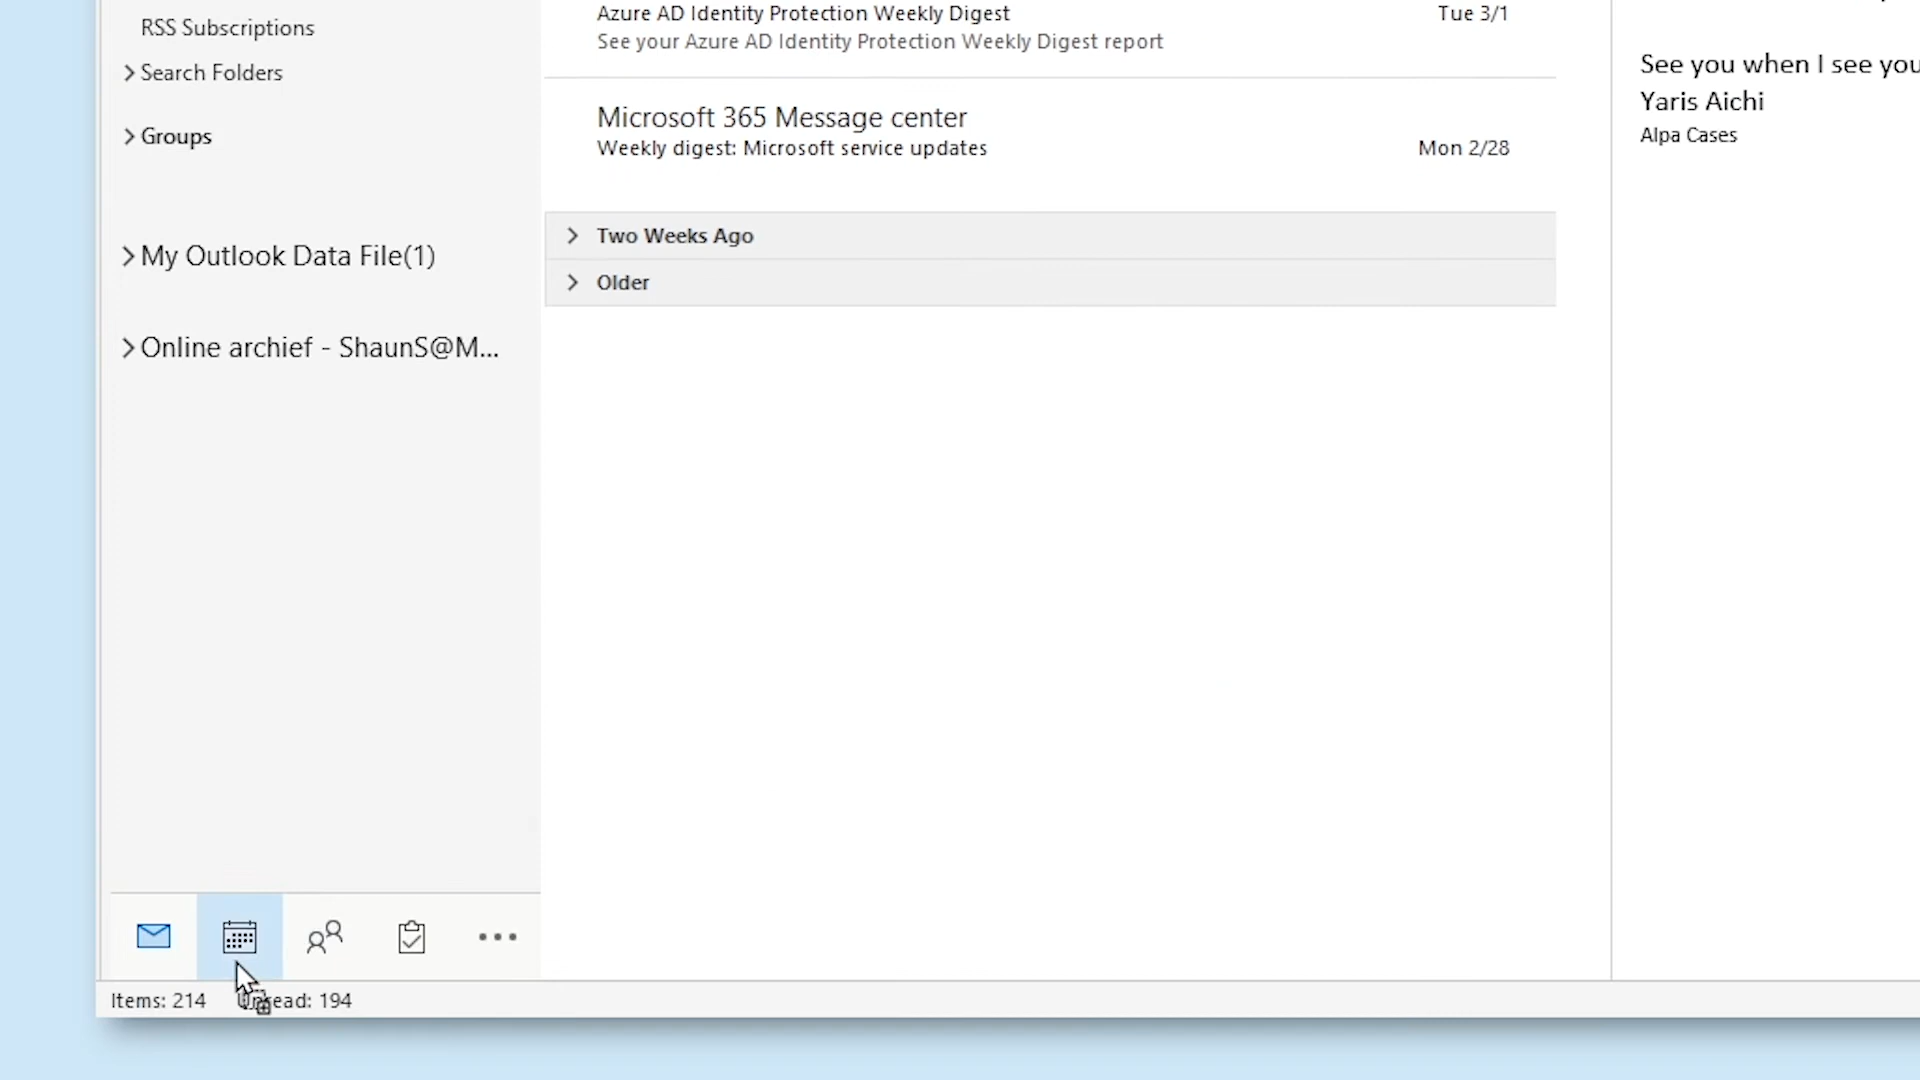 RSS Subscriptions
Search Folders
Groups
My Outlook Data File(1)
Online archief - ShaunS@M...
Azure AD Identity Protection Weekly Digest Tue 3/1
See your Azure AD Identity Protection Weekly Digest report
Microsoft 365 Message center
Weekly digest: Microsoft service updates Mon 2/28
Two Weeks Ago
Older
See you when I see you
Yaris Aichi
Alpa Cases
Items: 214 Unread: 194